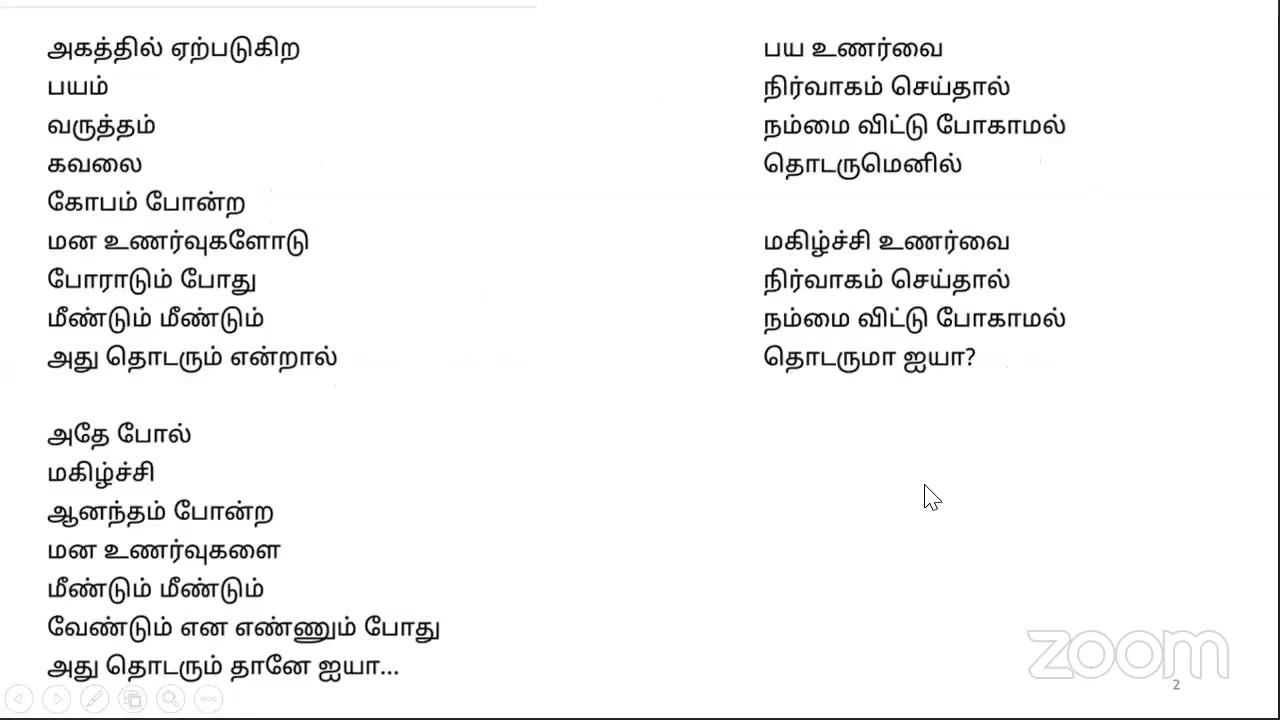 அகத்தில் ஏற்படுகிற
பயம்
வருத்தம்
கவலை
கோபம் போன்ற
மன உணர்வுகளோடு
போராடும் போது
மீண்டும் மீண்டும்
அது தொடரும் என்றால்
அதே போல்
மகிழ்ச்சி
ஆனந்தம் போன்ற
மன உணர்வுகளை
மீண்டும் மீண்டும்
வேண்டும் என எண்ணும் போது
அது தொடரும் தானே ஐயா...
பய உணர்வை
நிர்வாகம் செய்தால்
நம்மை விட்டு போகாமல்
தொடருமெனில்
மகிழ்ச்சி உணர்வை
நிர்வாகம் செய்தால்
நம்மை விட்டு போகாமல்
தொடருமா ஐயா?
zoom
2